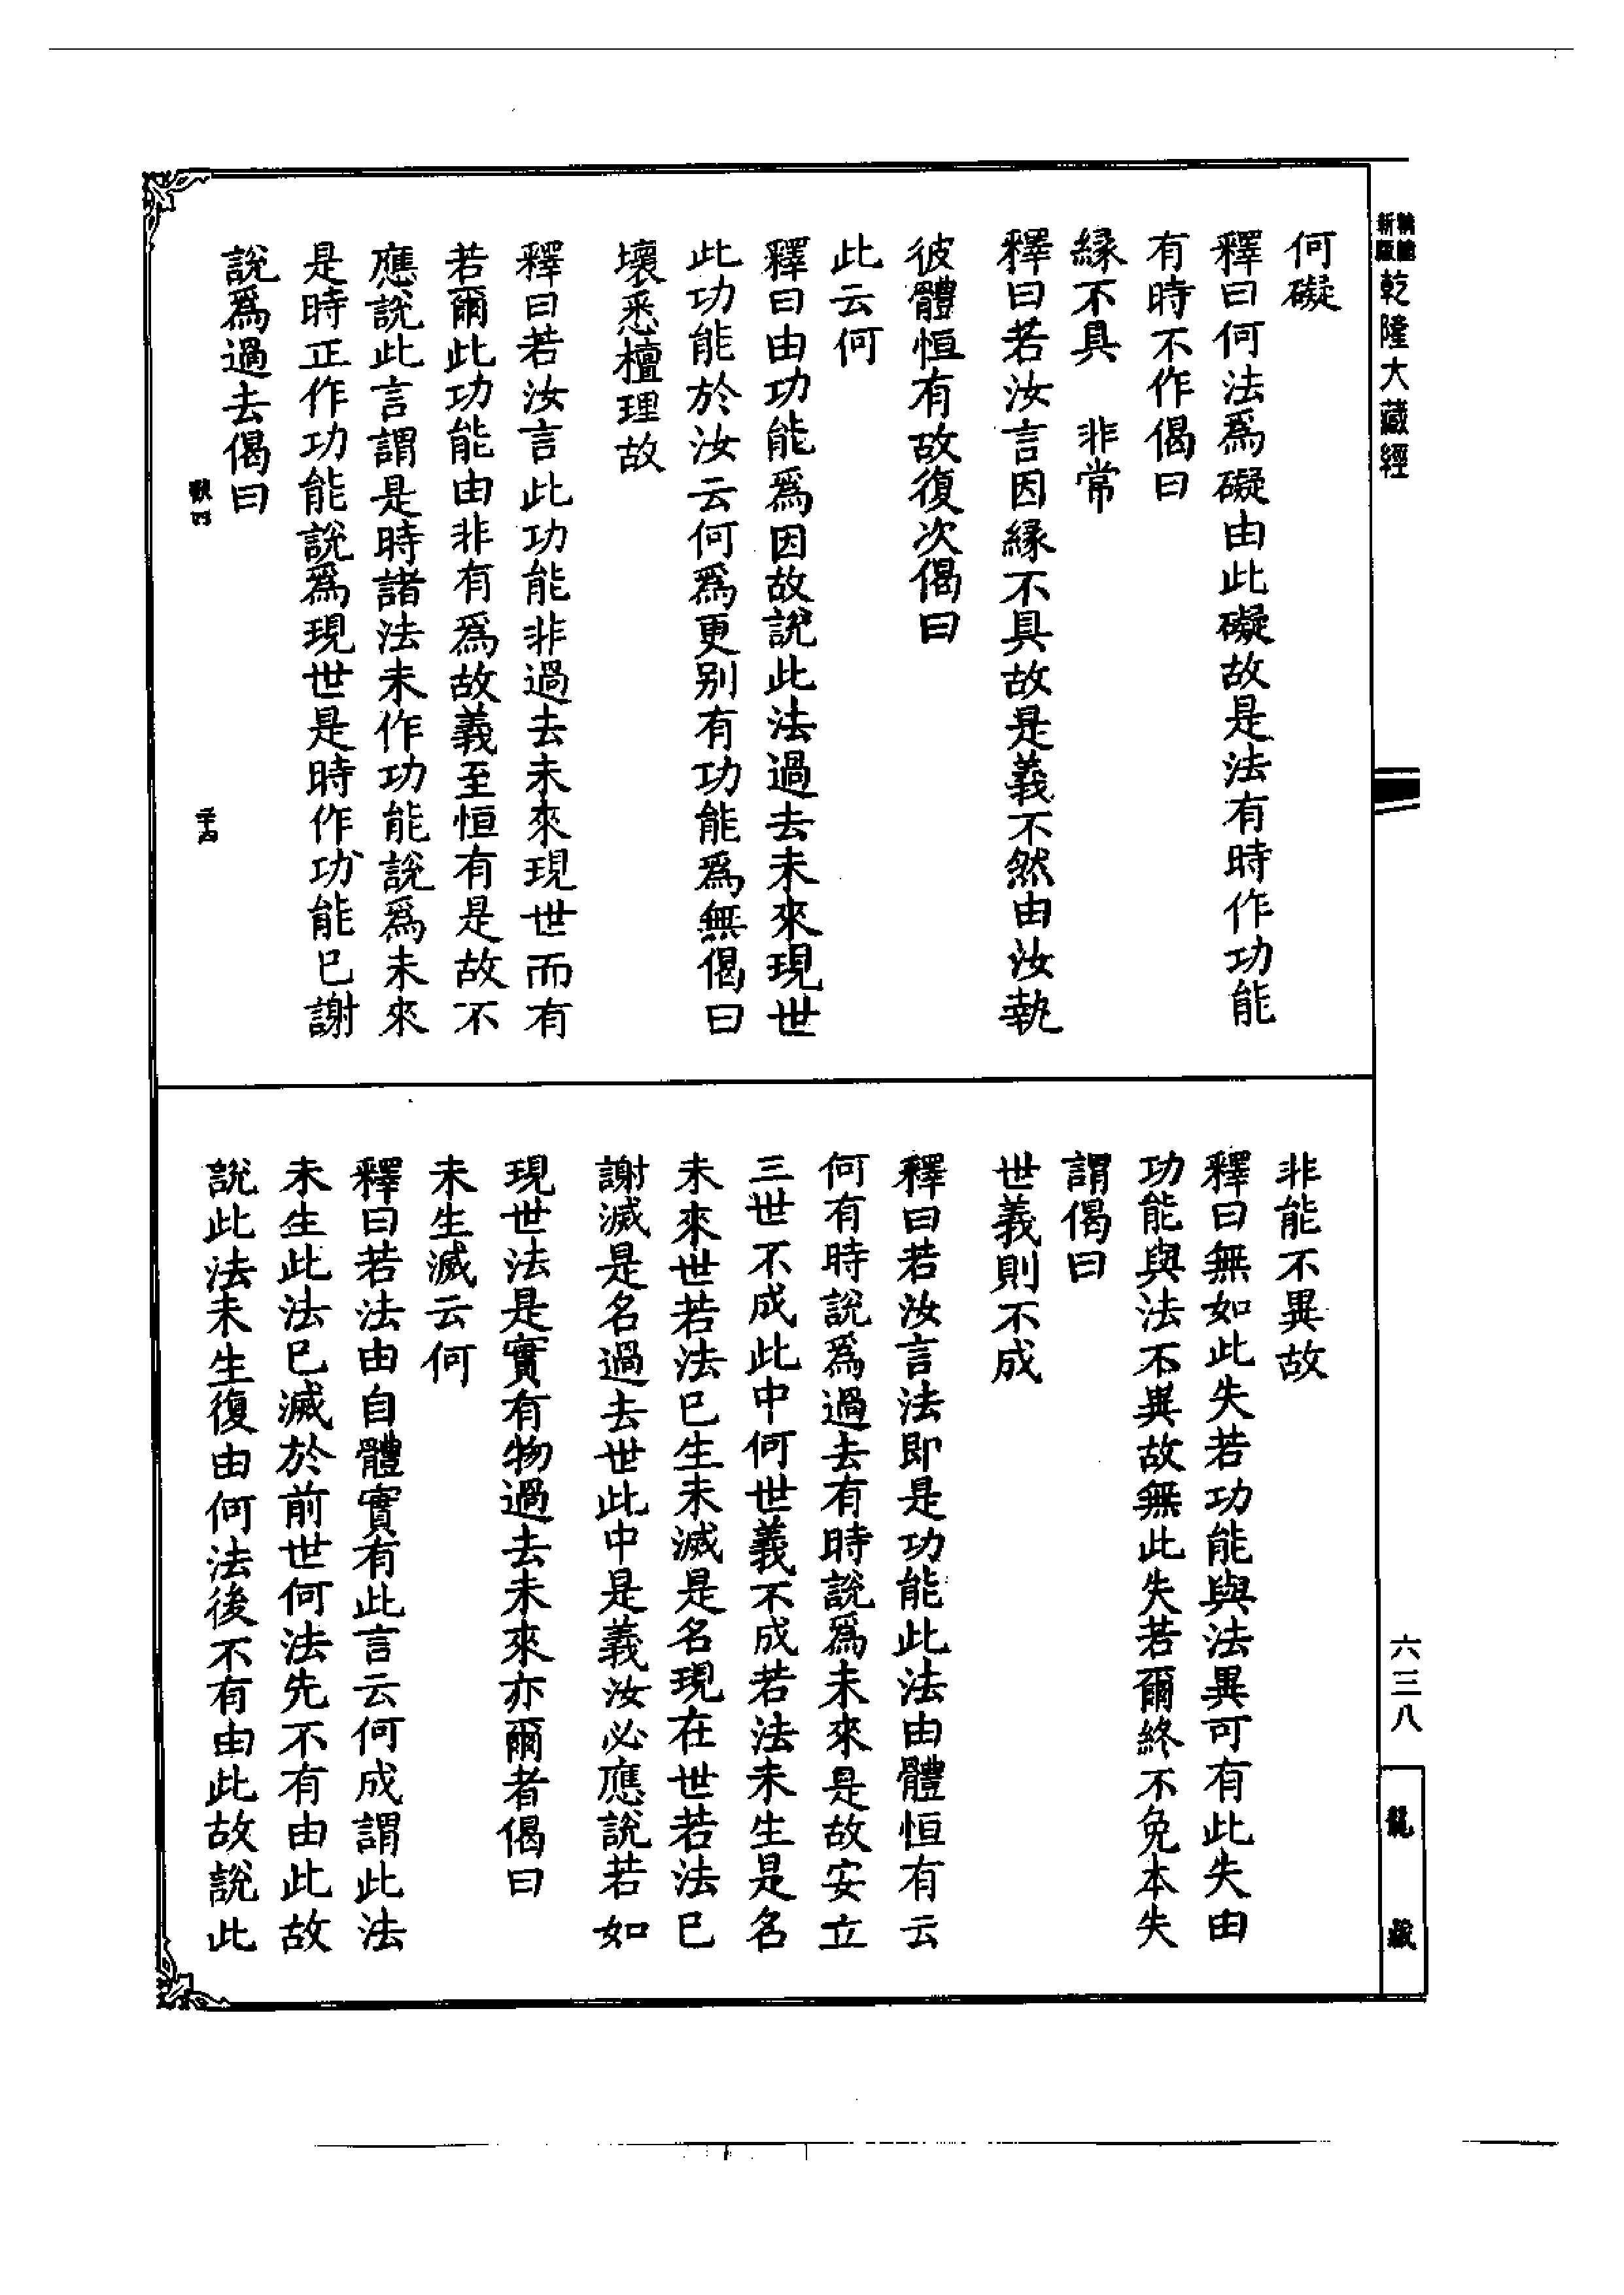 新版
乾隆大藏經
何礙
釋曰何法爲礙由此礙故是法有時作功能
有時不作偈曰
緣不具　非常
釋曰若汝言因緣不具故是義不然由汝執
彼體恒有故復次偈曰
此云何
釋曰由功能爲因故說此法過去未來現世
此功能於汝云何爲更别有功能爲無偈曰
壞悉檀理故
釋曰若汝言此功能非過去未來現世而有
若爾此功能由非有爲故義至恒有是故不
應說此言謂是時諸法未作功能說爲未來
是時正作功能說爲現世是時作功能已謝
說爲過去偈曰
非能不異故
釋曰無如此失若功能與法異可有此失由
功能與法不異故無此失若爾終不免本失
謂偈曰
世義則不成
釋曰若汝言法即是功能此法由體恒有云
何有時說爲過去有時說爲未來是故安立
三世不成此中何世義不成若法未生是名
未來世若法已生未滅是名現在世若法已
謝滅是名過去世此中是義汝必應說若如
現世法是實有物過去未來亦爾者偈曰
未生滅云何
釋曰若法由自體實有此言云何成謂此法
未生此法已滅於前世何法先不有由此故
說此法未生復由何法後不有由此故說此
六三八